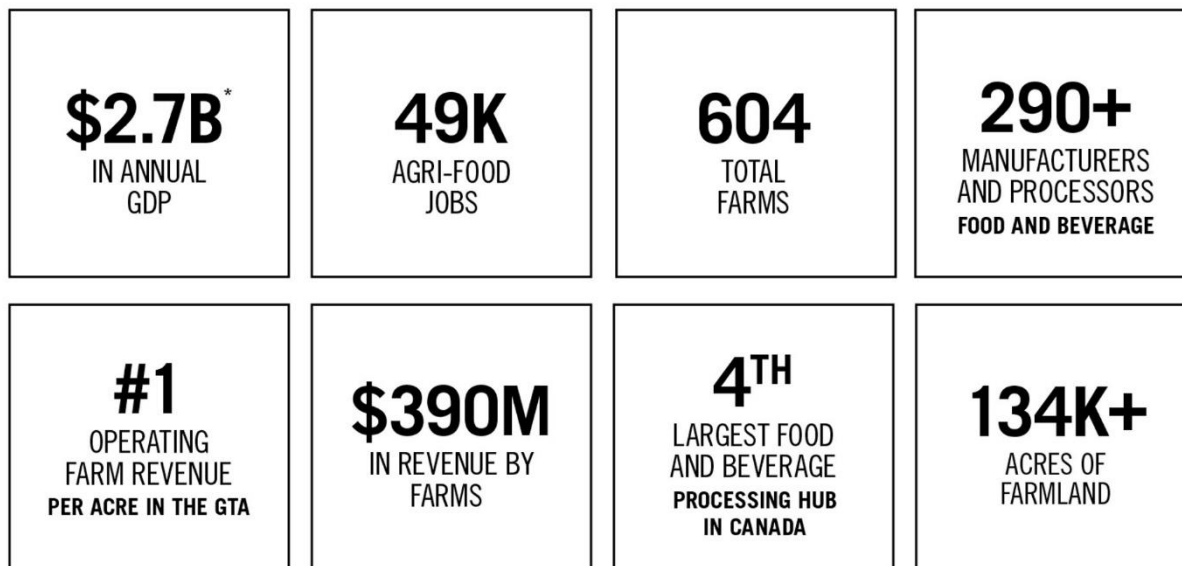 $2.7B*
IN ANNUAL
GDP
49K
AGRI-FOOD
JOBS
604
TOTAL
FARMS
290+
MANUFACTURERS
AND PROCESSORS
FOOD AND BEVERAGE
#1
OPERATING
FARM REVENUE
PER ACRE IN THE GTA
$390M
IN REVENUE BY
FARMS
4TH
LARGEST FOOD
AND BEVERAGE
PROCESSING HUB
IN CANADA
134K+
ACRES OF
FARMLAND